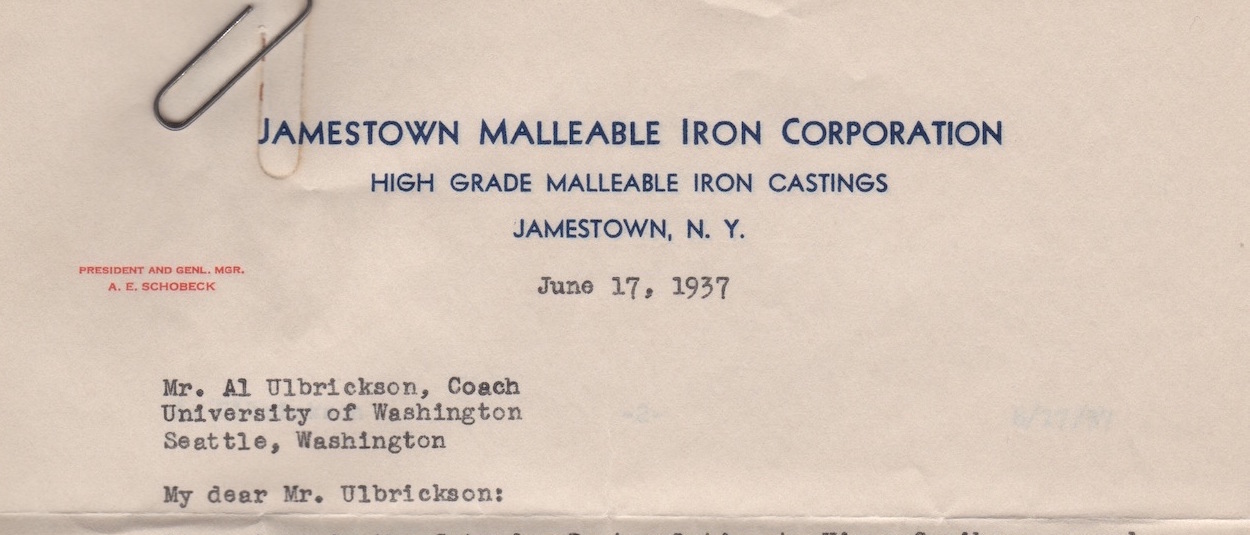 JAMESTOWN MALLEABLE IRON CORPORATION
HIGH GRADE MALLEABLE IRON CASTINGS
JAMESTOWN, N. Y.
PRESIDENT AND GENL. MGR.
A. E. SCHOBECK
June 17, 1937
Mr. Al Ulbrickson, Coach
University of Washington
Seattle, Washington
My dear Mr. Ulbrickson: